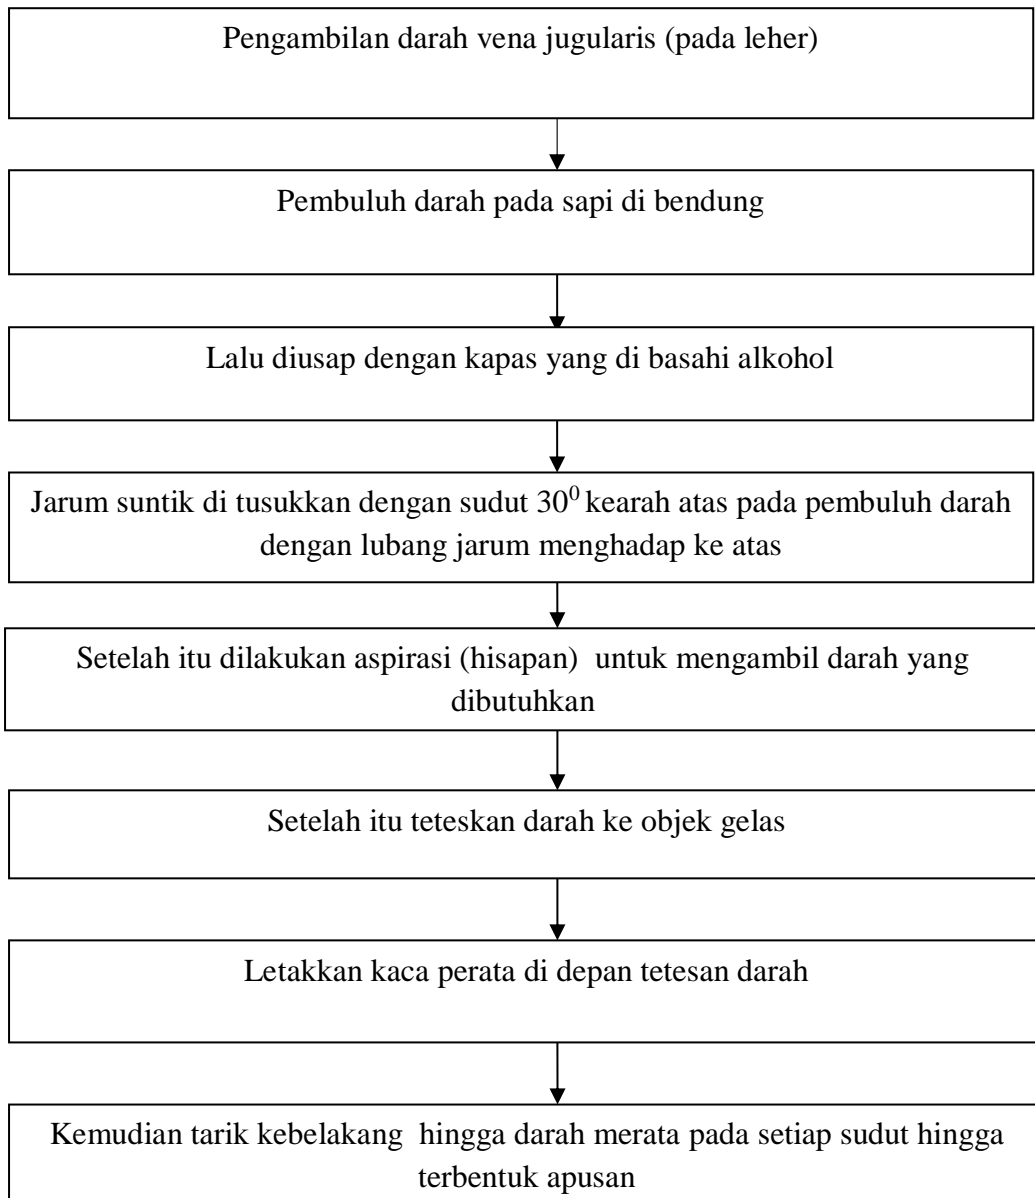 Pengambilan darah vena jugularis (pada leher)
Pembuluh darah pada sapi di bendung
Lalu diusap dengan kapas yang di basahi alkohol
Jarum suntik di tusukkan dengan sudut 30⁰ kearah atas pada pembuluh darah
dengan lubang jarum menghadap ke atas
Setelah itu dilakukan aspirasi (hisapan) untuk mengambil darah yang
dibutuhkan
Setelah itu teteskan darah ke objek gelas
Letakkan kaca perata di depan tetesan darah
Kemudian tarik kebelakang hingga darah merata pada setiap sudut hingga
terbentuk apusan